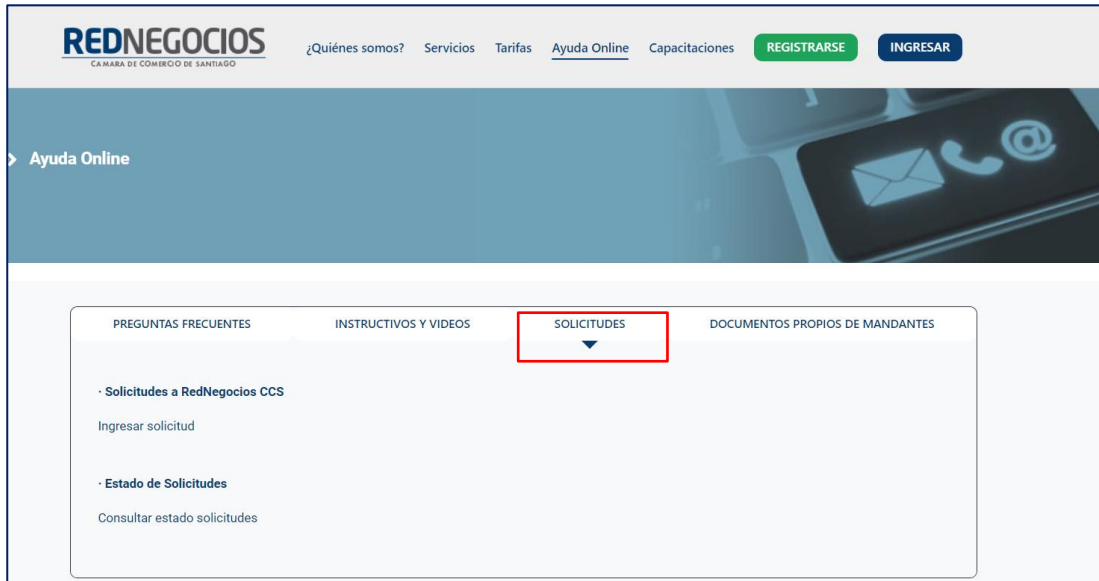 REDNEGOCIOS
CAMARA DE COMERCIO DE SANTIAGO
¿Quiénes somos? Servicios Tarifas Ayuda Online Capacitaciones REGISTRARSE INGRESAR
Ayuda Online
@
PREGUNTAS FRECUENTES INSTRUCTIVOS Y VIDEOS SOLICITUDES DOCUMENTOS PROPIOS DE MANDANTES
· Solicitudes a RedNegocios CCS
Ingresar solicitud
· Estado de Solicitudes
Consultar estado solicitudes